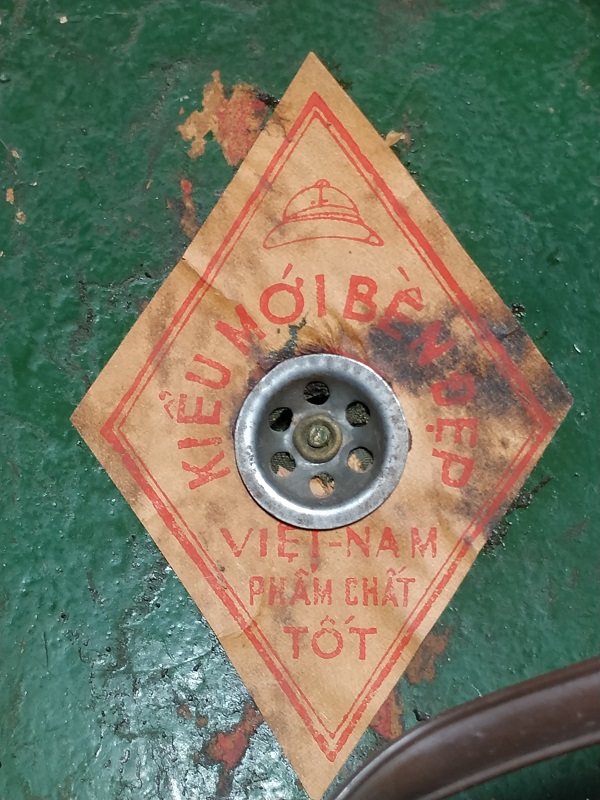 KIỂU MỚI BỀN ĐẸP
VIỆT-NAM
PHẨM CHẤT
TỐT